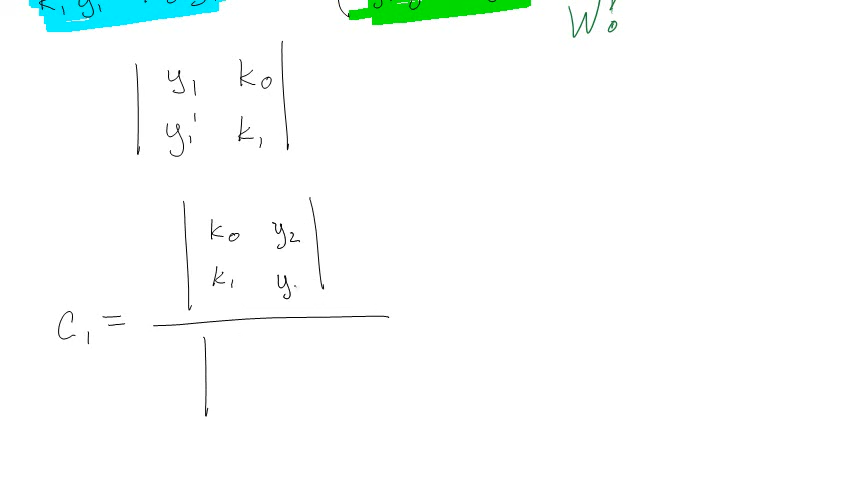 W!
| y₁ k₀ |
| y₁' k₁ |
| k₀ y₂ |
| k₁ y |
C₁ =
|